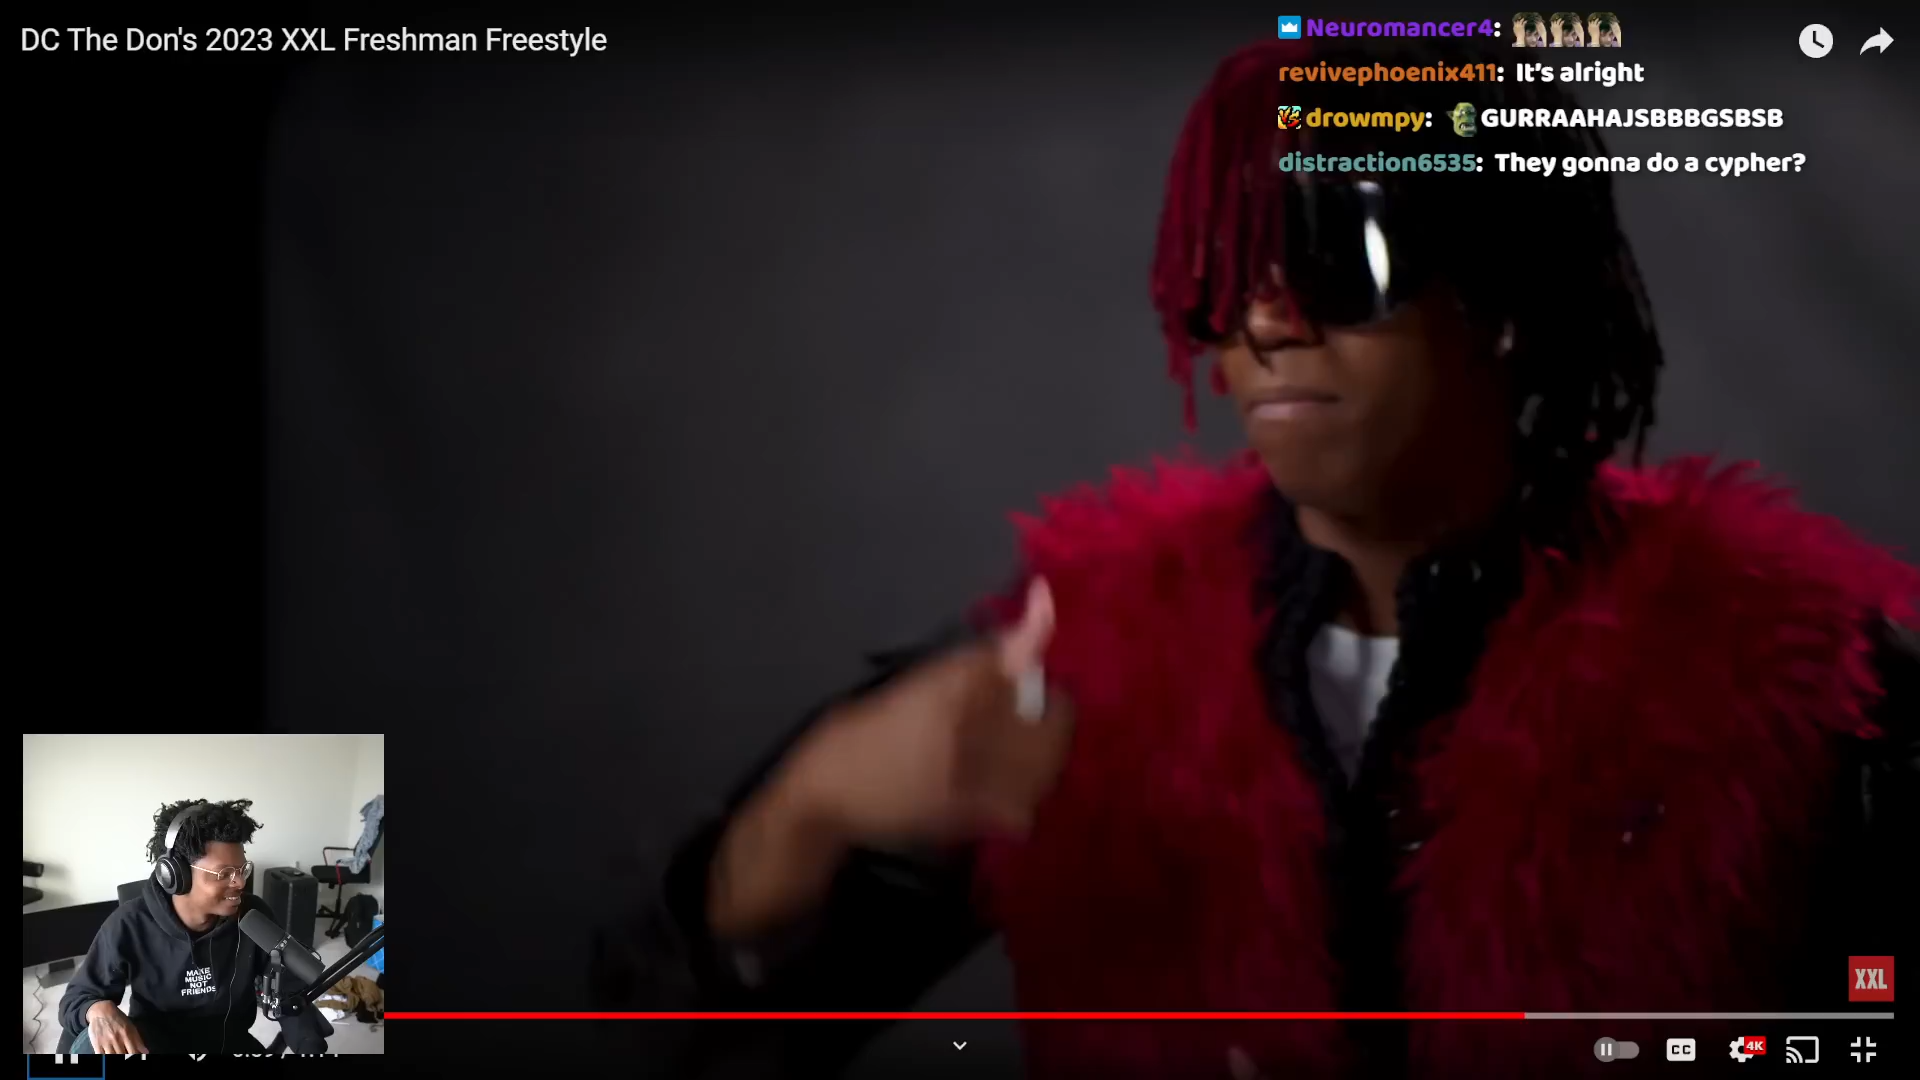 DC The Don's 2023 XXL Freshman Freestyle
Neuromancer4:
revivephoenix411: It's alright
drowmpy: GURRAAHAJSBBBGSBSB
distraction6535: They gonna do a cypher?
MAKE
MUSIC
NOT
FRIENDS
XXL
CC
4K